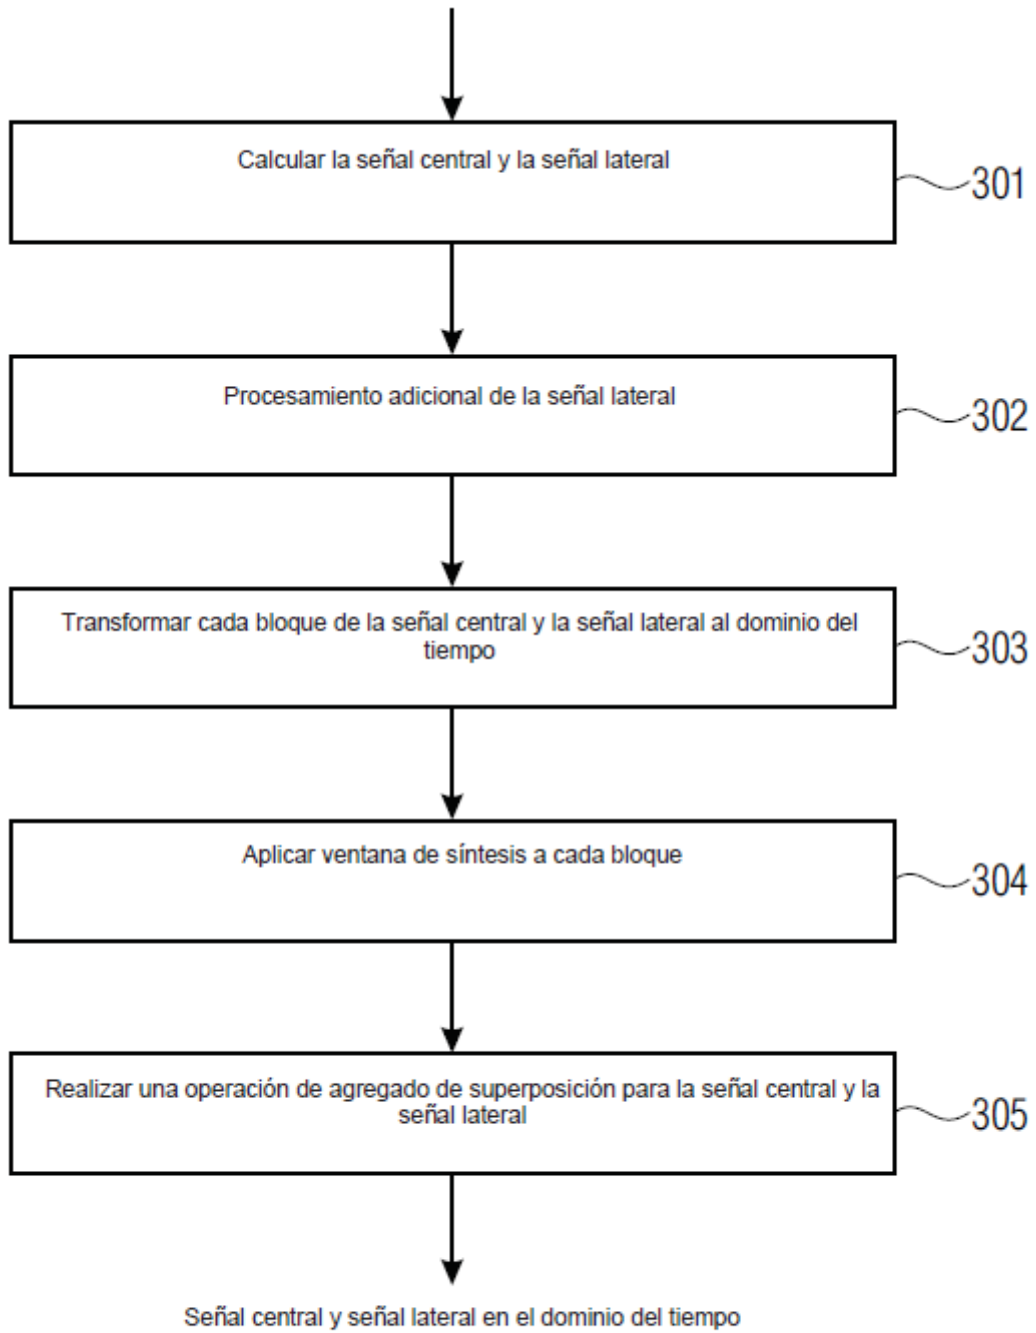 Calcular la señal central y la señal lateral
301
Procesamiento adicional de la señal lateral
302
Transformar cada bloque de la señal central y la señal lateral al dominio del
tiempo
303
Aplicar ventana de síntesis a cada bloque
304
Realizar una operación de agregado de superposición para la señal central y la
señal lateral
305
Señal central y señal lateral en el dominio del tiempo